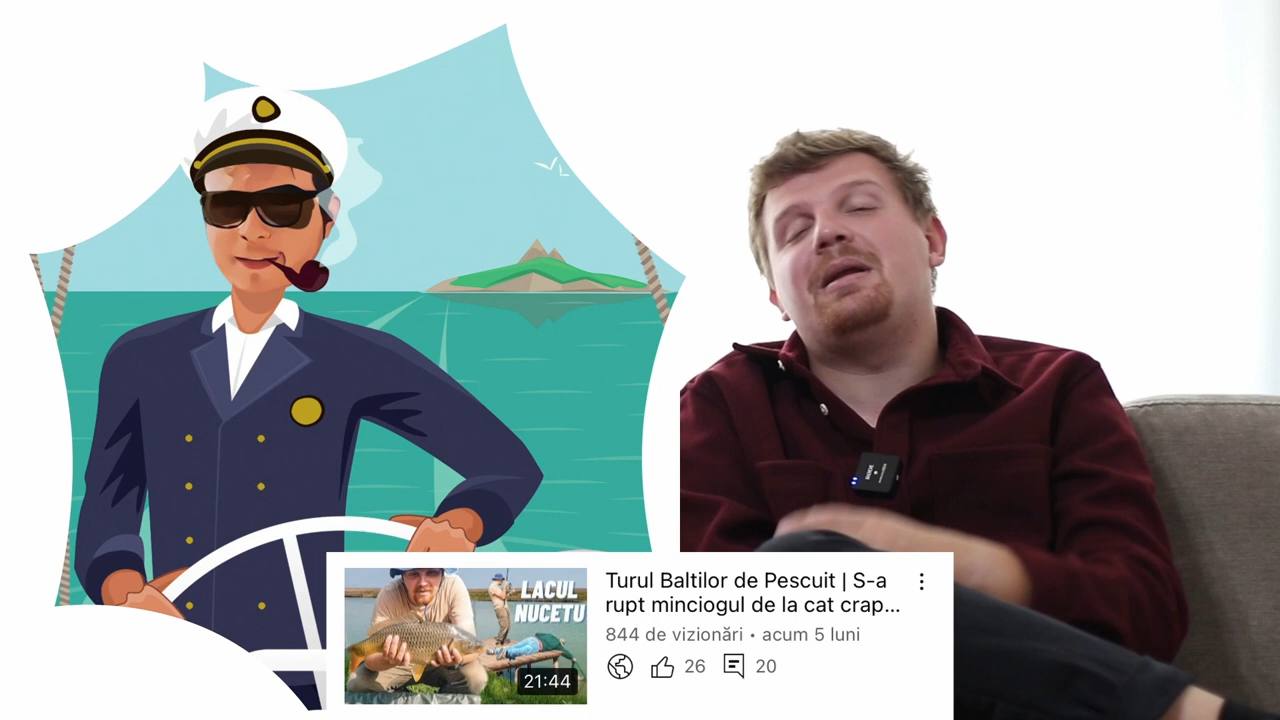 RODE
LACUL
NUCETU
21:44
Turul Baltilor de Pescuit | S-a
rupt minciogul de la cat crap...
844 de vizionări • acum 5 luni
26
20